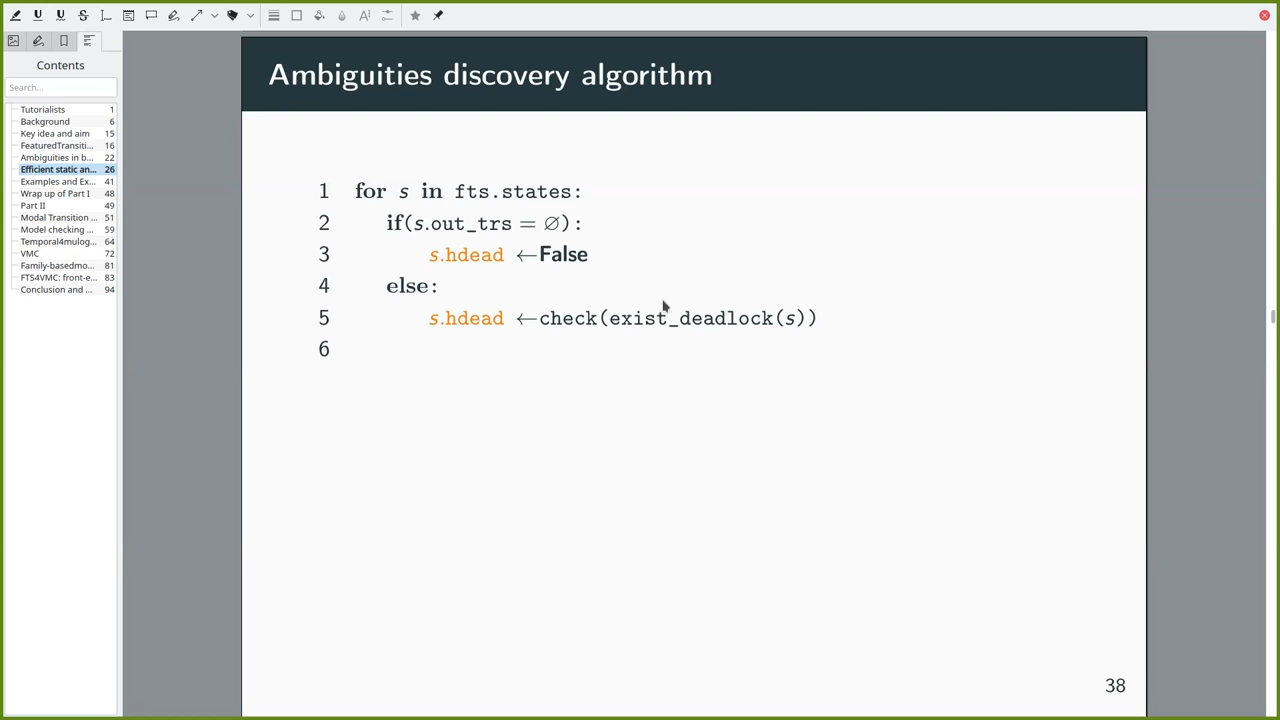 Contents
Search...
Tutorialists 1
Background 6
Key idea and aim 15
FeaturedTransiti... 16
Ambiguities in b... 22
Efficient static an... 26
Examples and Ex... 41
Wrap up of Part I 48
Part II 49
Modal Transition ... 51
Model checking ... 59
Temporal4mulog... 64
VMC 72
Family-basedmo... 81
FTS4VMC: front-e... 83
Conclusion and ... 94
Ambiguities discovery algorithm
1 for s in fts.states:
2 if(s.out_trs = ∅):
3 s.hdead ←False
4 else:
5 s.hdead ←check(exist_deadlock(s))
6
38